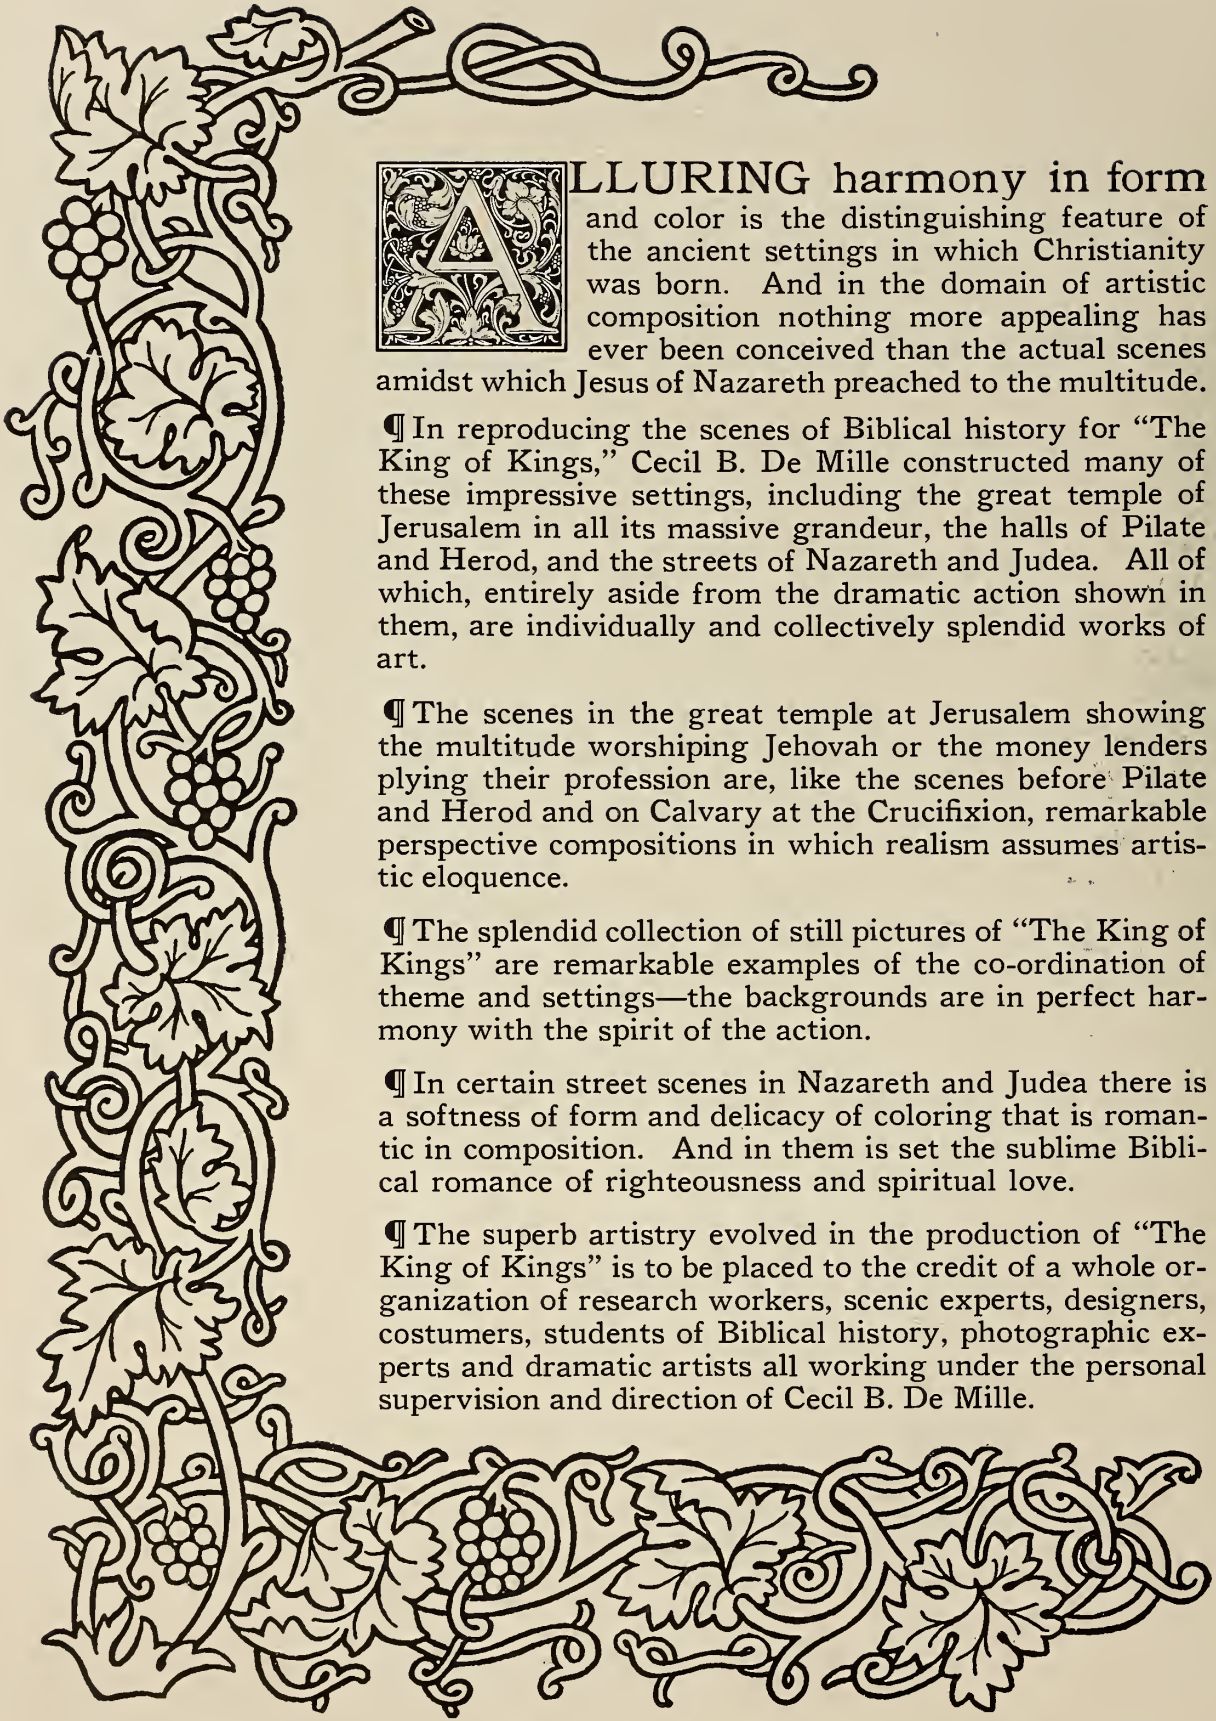 ALLURING harmony in form
and color is the distinguishing feature of
the ancient settings in which Christianity
was born. And in the domain of artistic
composition nothing more appealing has
ever been conceived than the actual scenes
amidst which Jesus of Nazareth preached to the multitude.
¶ In reproducing the scenes of Biblical history for “The
King of Kings,” Cecil B. De Mille constructed many of
these impressive settings, including the great temple of
Jerusalem in all its massive grandeur, the halls of Pilate
and Herod, and the streets of Nazareth and Judea. All of
which, entirely aside from the dramatic action shown in
them, are individually and collectively splendid works of
art.
¶ The scenes in the great temple at Jerusalem showing
the multitude worshiping Jehovah or the money lenders
plying their profession are, like the scenes before Pilate
and Herod and on Calvary at the Crucifixion, remarkable
perspective compositions in which realism assumes artis-
tic eloquence.
¶ The splendid collection of still pictures of “The King of
Kings” are remarkable examples of the co-ordination of
theme and settings—the backgrounds are in perfect har-
mony with the spirit of the action.
¶ In certain street scenes in Nazareth and Judea there is
a softness of form and delicacy of coloring that is roman-
tic in composition. And in them is set the sublime Bibli-
cal romance of righteousness and spiritual love.
¶ The superb artistry evolved in the production of “The
King of Kings” is to be placed to the credit of a whole or-
ganization of research workers, scenic experts, designers,
costumers, students of Biblical history, photographic ex-
perts and dramatic artists all working under the personal
supervision and direction of Cecil B. De Mille.